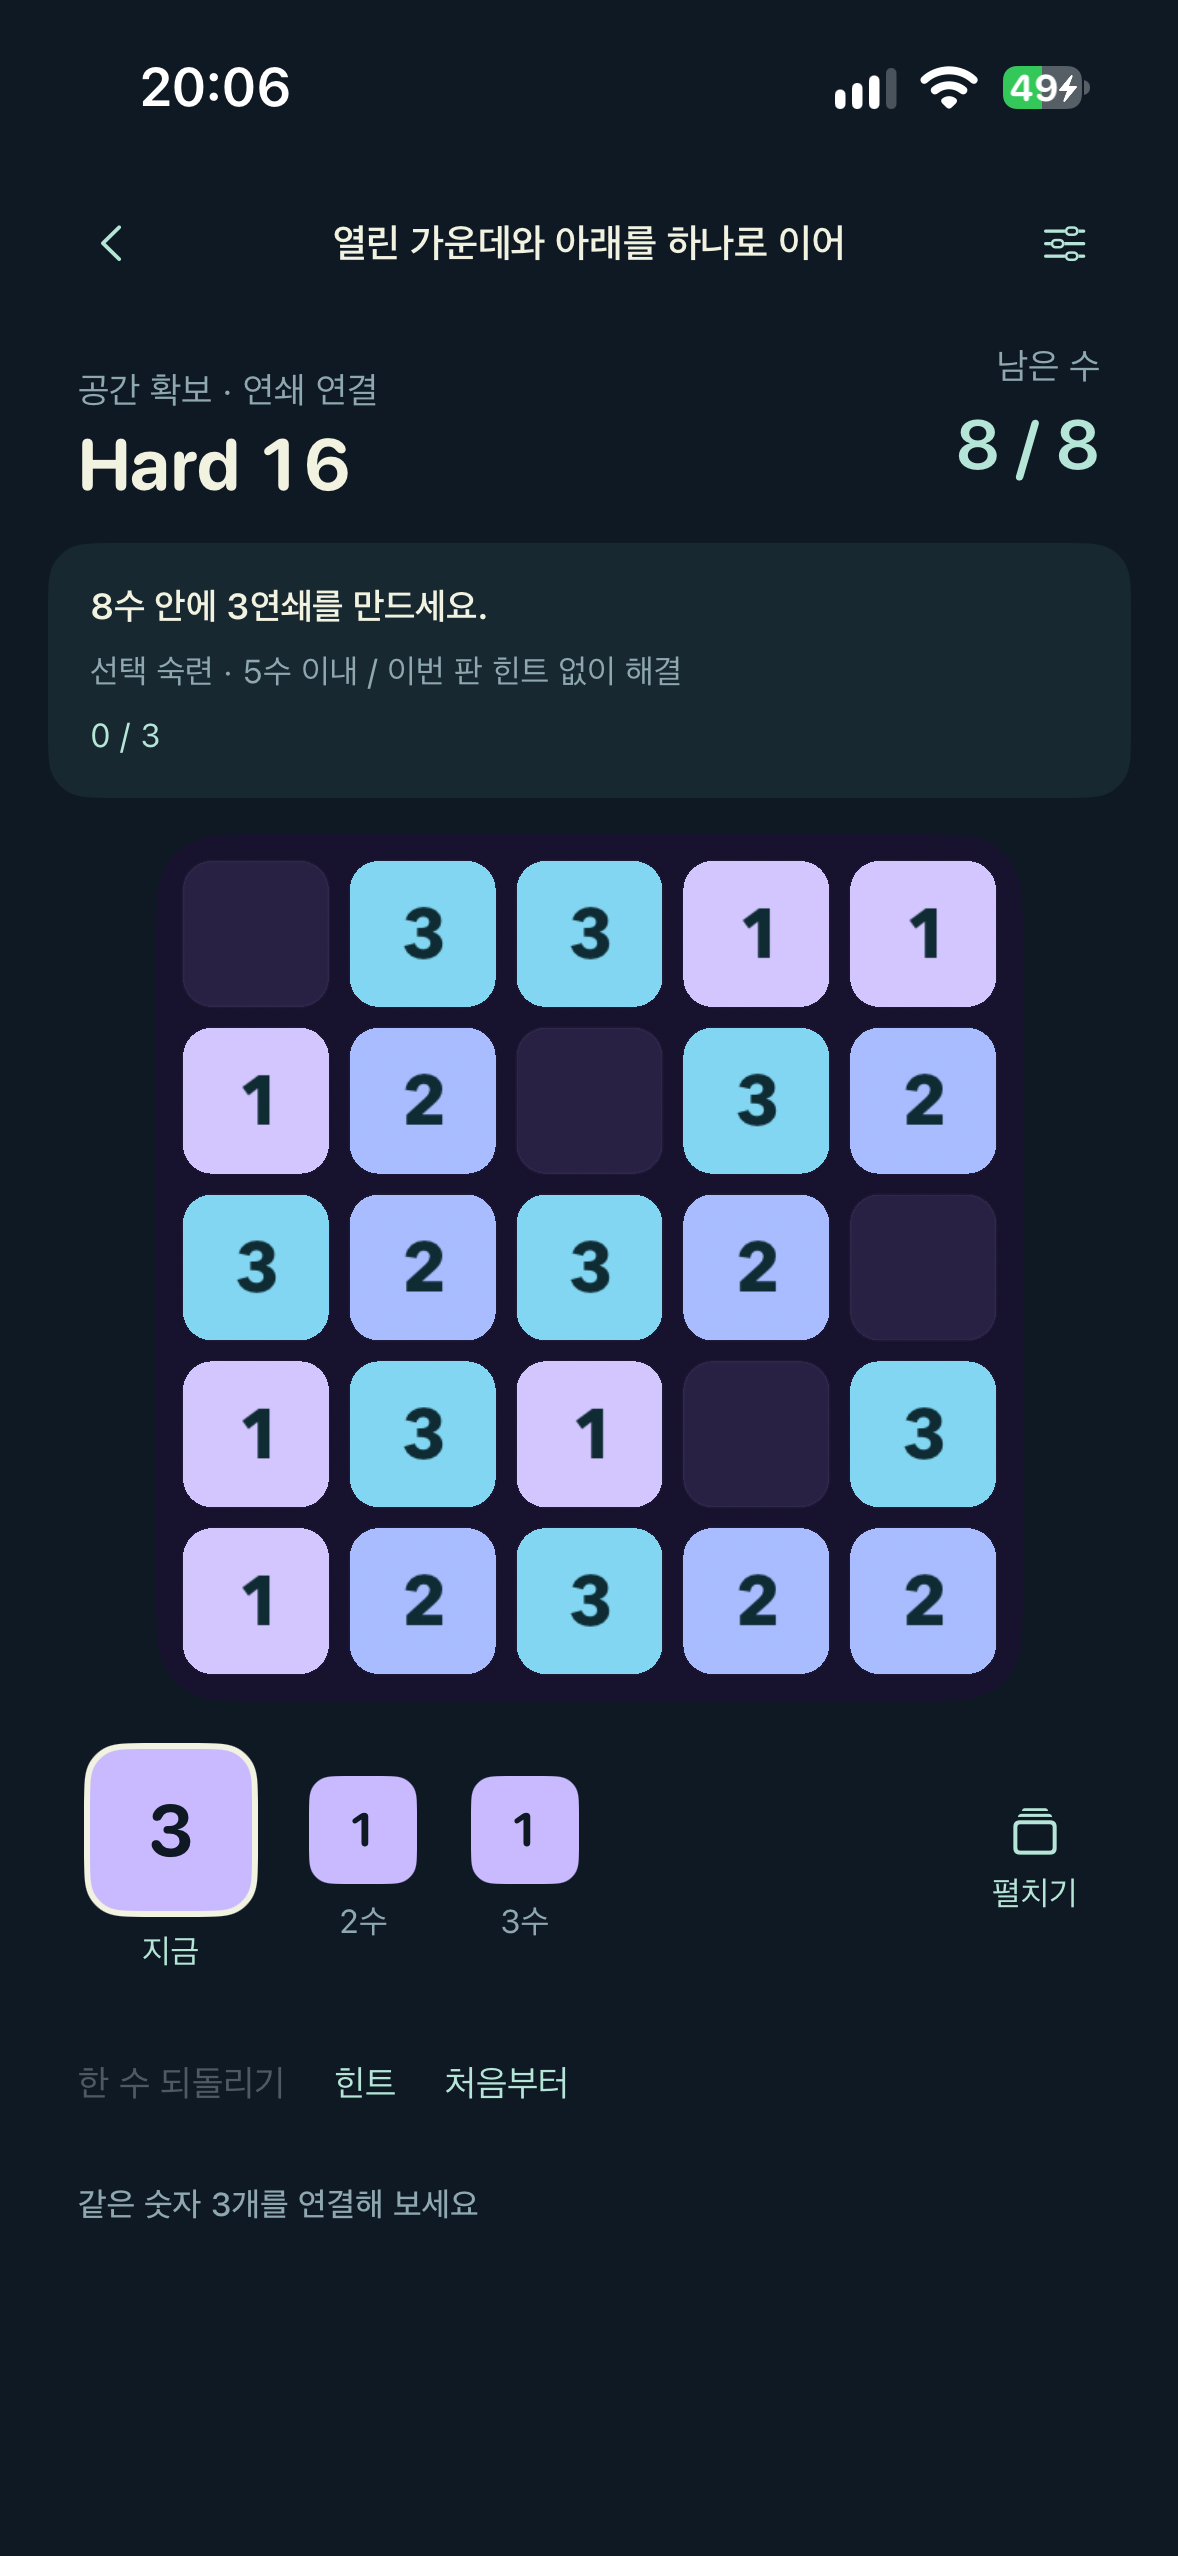 20:06
49
열린 가운데와 아래를 하나로 이어
공간 확보 · 연쇄 연결
Hard 16
남은 수
8 / 8
8수 안에 3연쇄를 만드세요.
선택 숙련 · 5수 이내 / 이번 판 힌트 없이 해결
0 / 3
3 3 1 1
1 2 3 2
3 2 3 2
1 3 1 3
1 2 3 2 2
3 1 1
지금 2수 3수
펼치기
한 수 되돌리기 힌트 처음부터
같은 숫자 3개를 연결해 보세요